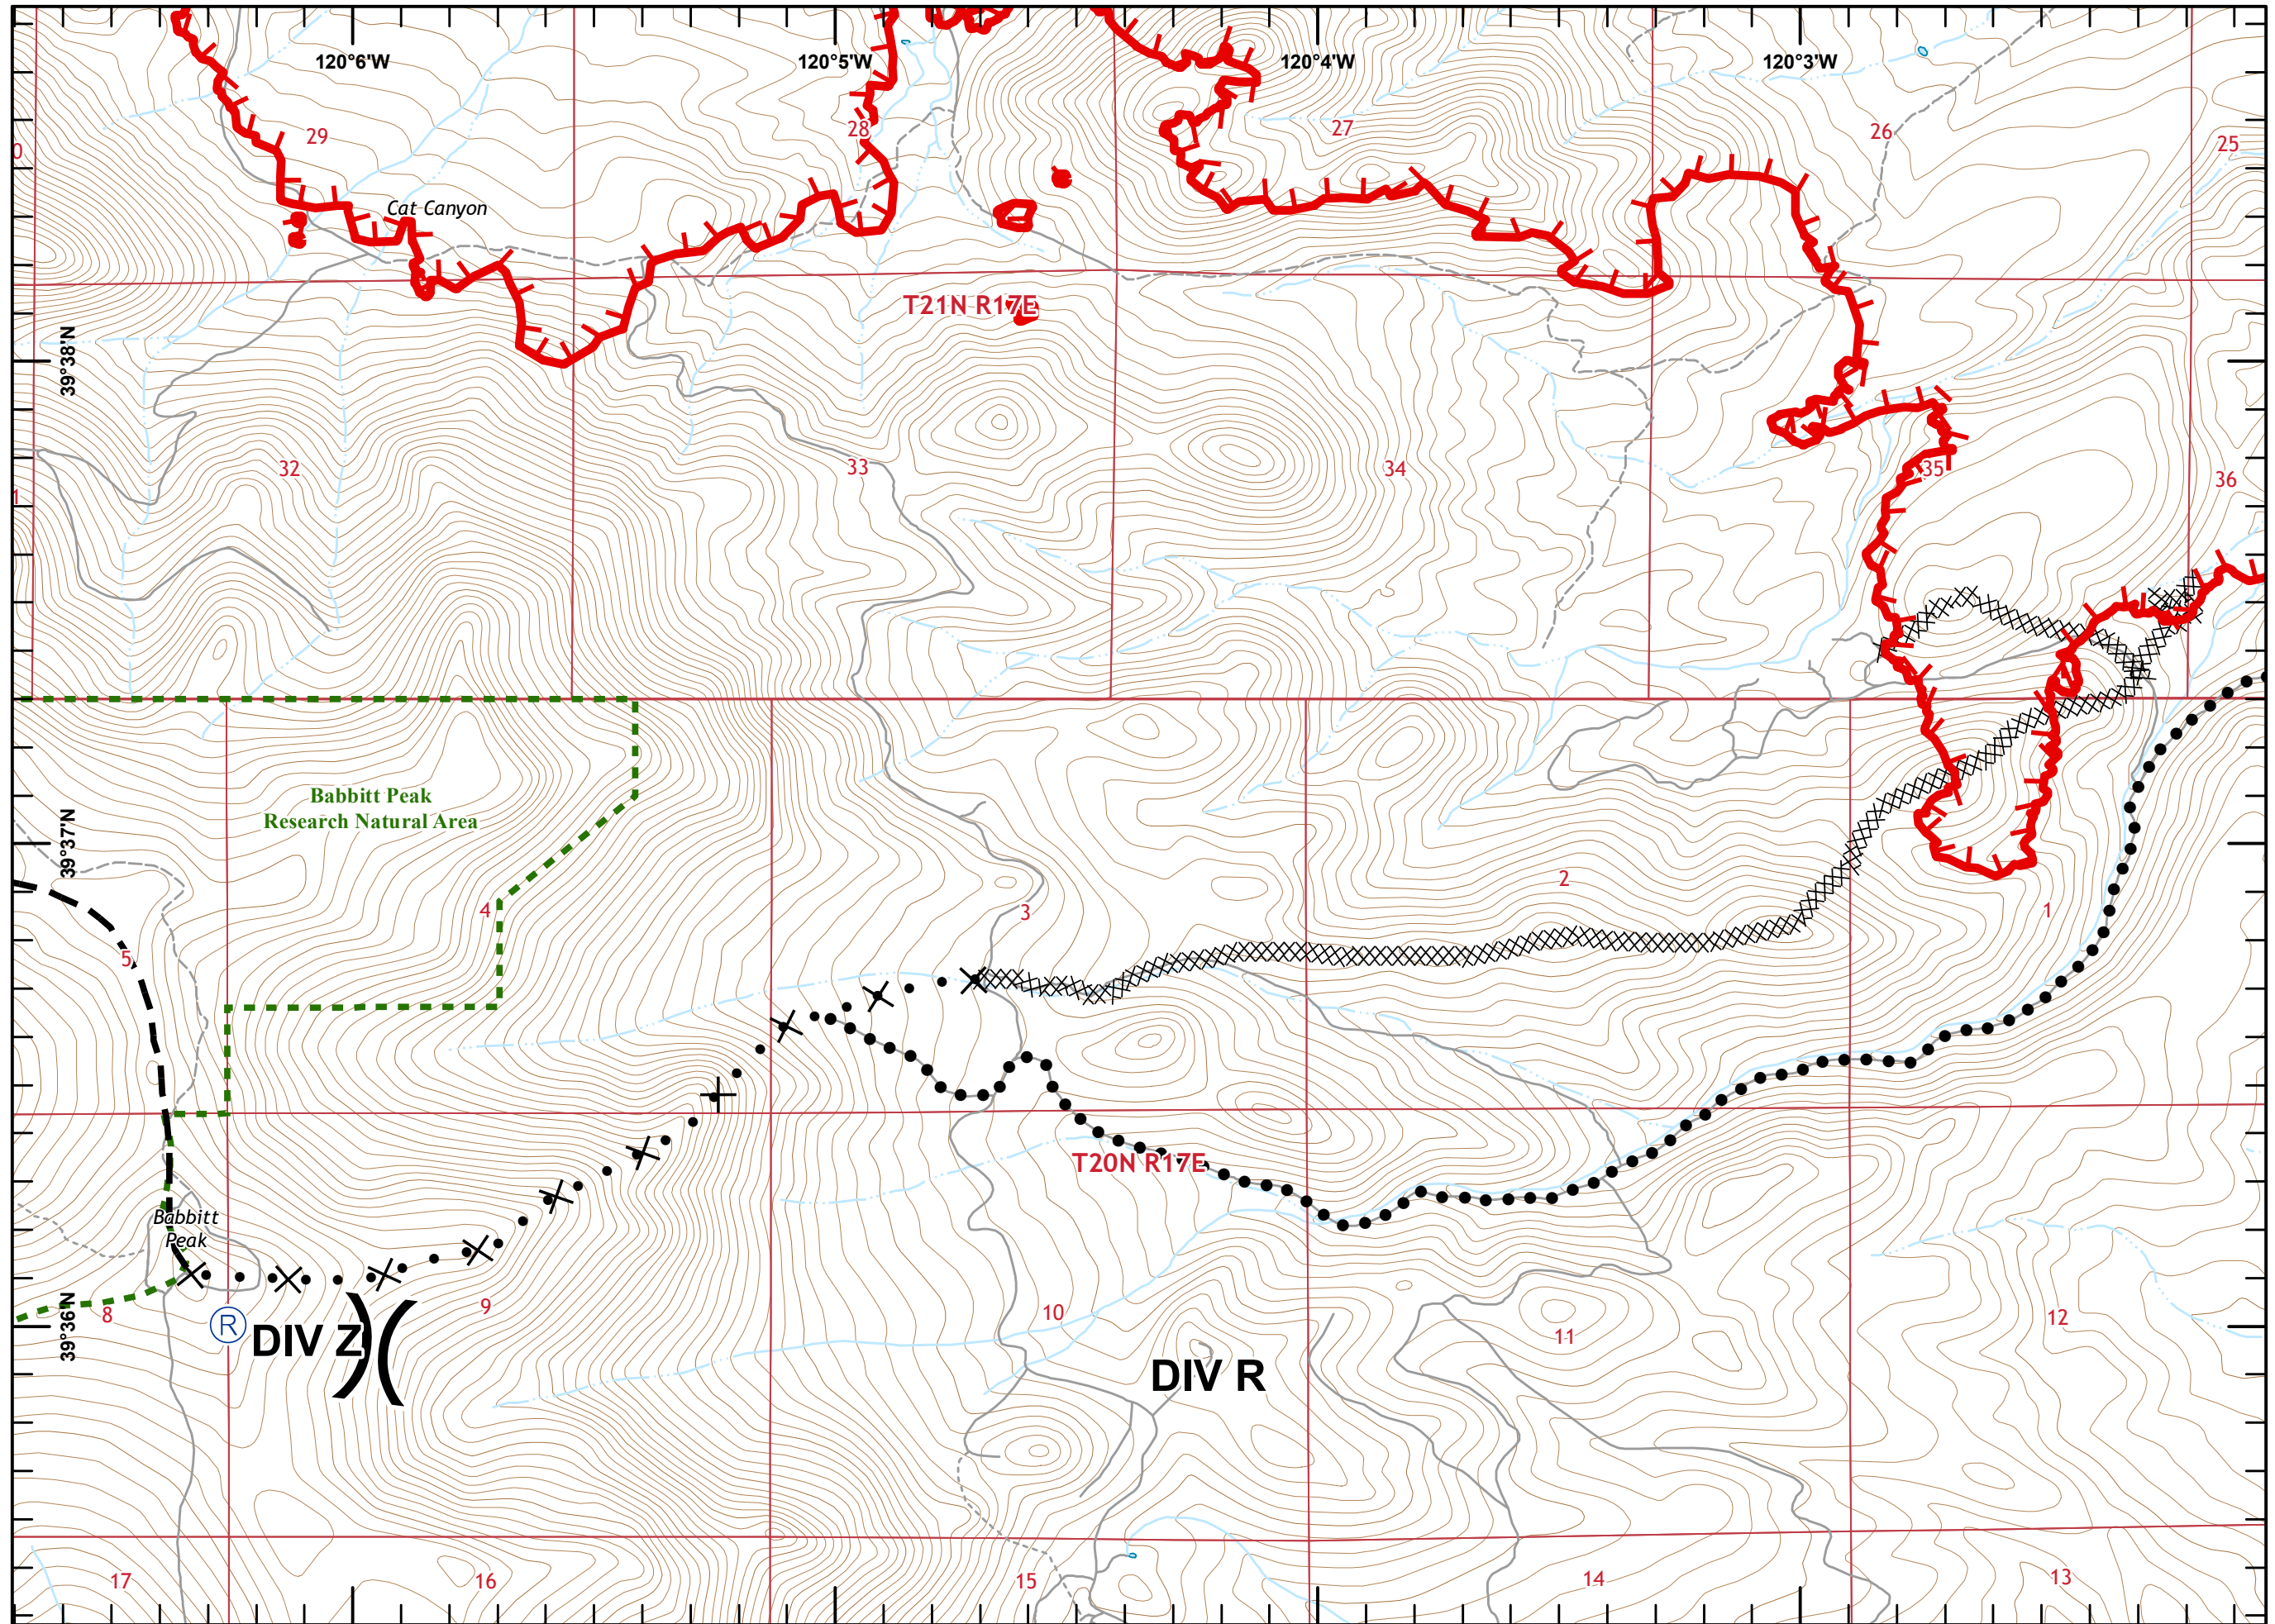 120°6'W
120°5'W
120°4'W
120°3'W
29
28
27
26
25
0
Cat Canyon
T21N R17E
39°38'N
32
33
34
35
36
1
Babbitt Peak
Research Natural Area
39°37'N
5
4
3
2
1
T20N R17E
Babbitt
Peak
39°36'N
8
R
DIV Z
9
10
DIV R
11
12
17
16
15
14
13